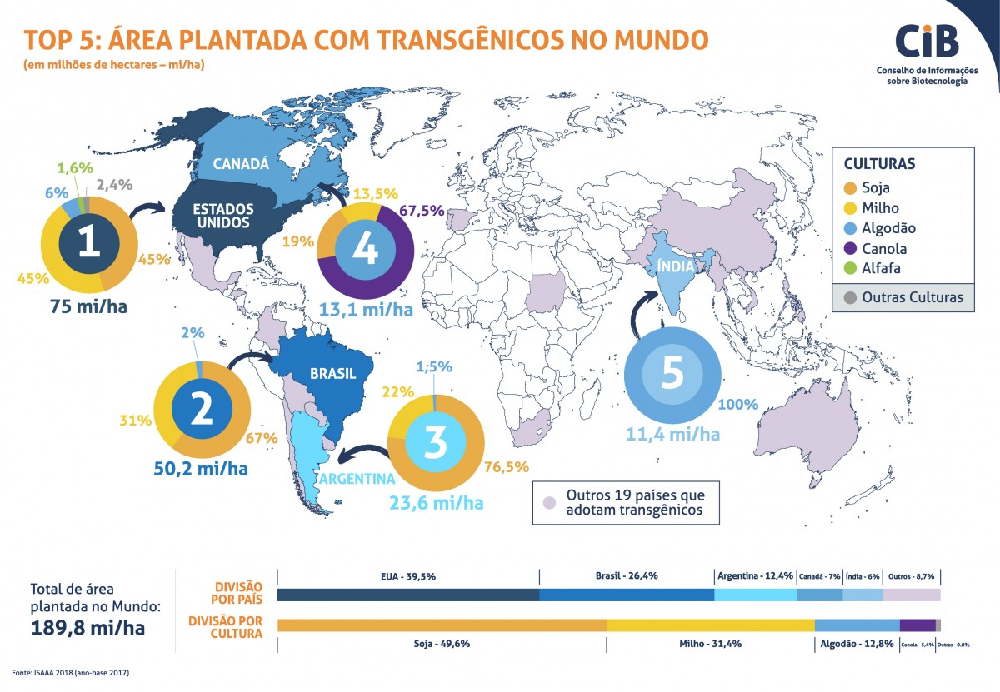 TOP 5: ÁREA PLANTADA COM TRANSGÊNICOS NO MUNDO
(em milhões de hectares – mi/ha)
CiB
Conselho de Informações
sobre Biotecnologia
CANADÁ
ESTADOS
UNIDOS
1,6%
2,4%
6%
1
45%
45%
75 mi/ha
13,5%
67,5%
19%
4
13,1 mi/ha
CULTURAS
Soja
Milho
Algodão
Canola
Alfafa
Outras Culturas
ÍNDIA
5
100%
11,4 mi/ha
BRASIL
2%
31%
2
67%
50,2 mi/ha
1,5%
22%
3
76,5%
ARGENTINA
23,6 mi/ha
Outros 19 países que
adotam transgênicos
Total de área
plantada no Mundo:
189,8 mi/ha
DIVISÃO
POR PAÍS
EUA - 39,5%
Brasil - 26,4%
Argentina - 12,4%
Canadá - 7%
Índia - 6%
Outros - 8,7%
DIVISÃO POR
CULTURA
Soja - 49,6%
Milho - 31,4%
Algodão - 12,8%
Canola - 5,4%
Outras - 0.8%
Fonte: ISAAA 2018 (ano-base 2017)